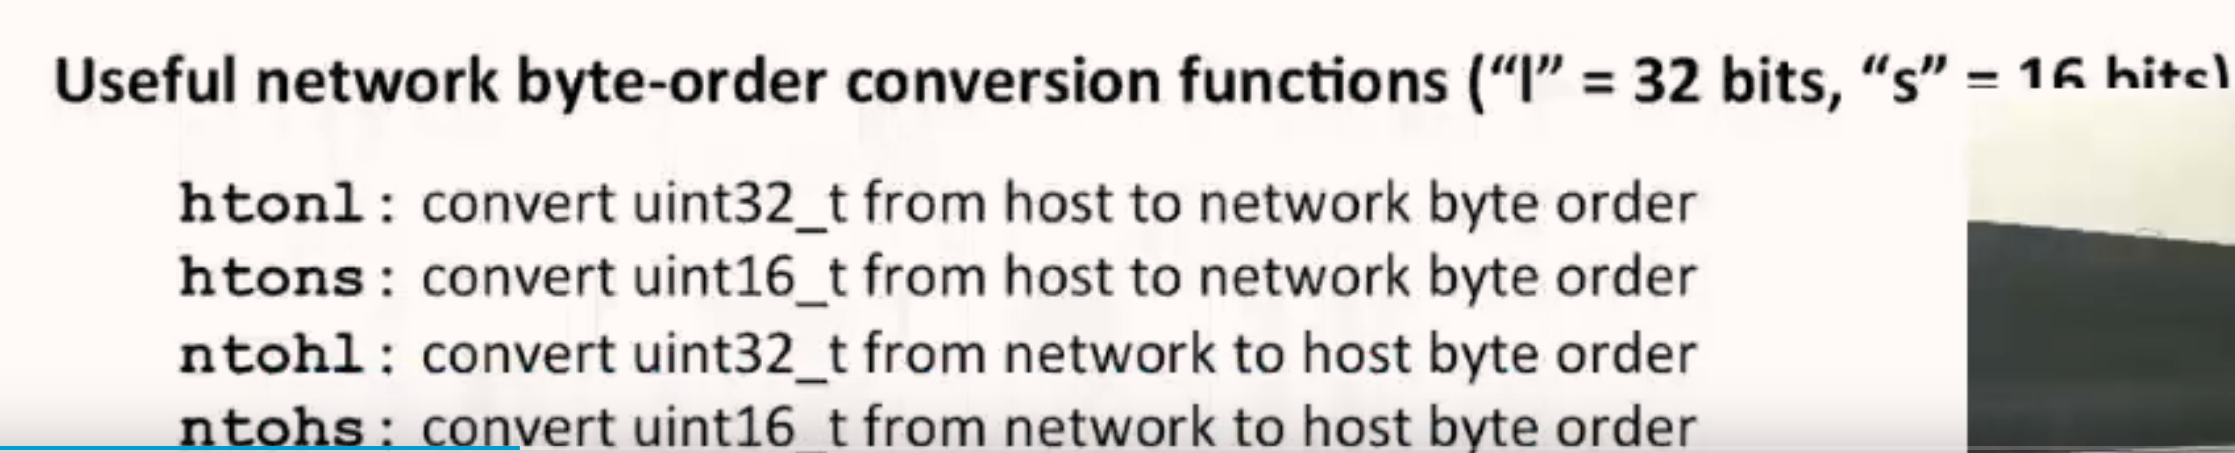 Useful network byte-order conversion functions (“l” = 32 bits, “s” = 16 bits)
htonl: convert uint32_t from host to network byte order
htons: convert uint16_t from host to network byte order
ntohl: convert uint32_t from network to host byte order
ntohs: convert uint16_t from network to host byte order